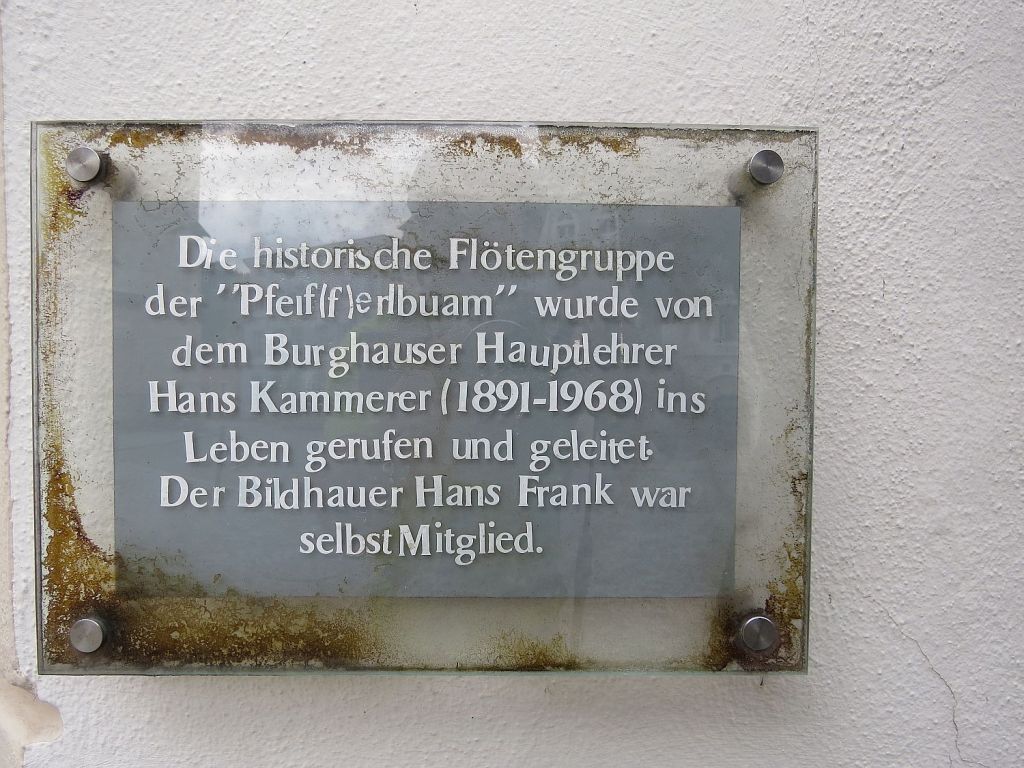 Die historische Flötengruppe
der "Pfeif(f)erlbuam" wurde von
dem Burghauser Hauptlehrer
Hans Kammerer (1891-1968) ins
Leben gerufen und geleitet.
Der Bildhauer Hans Frank war
selbst Mitglied.